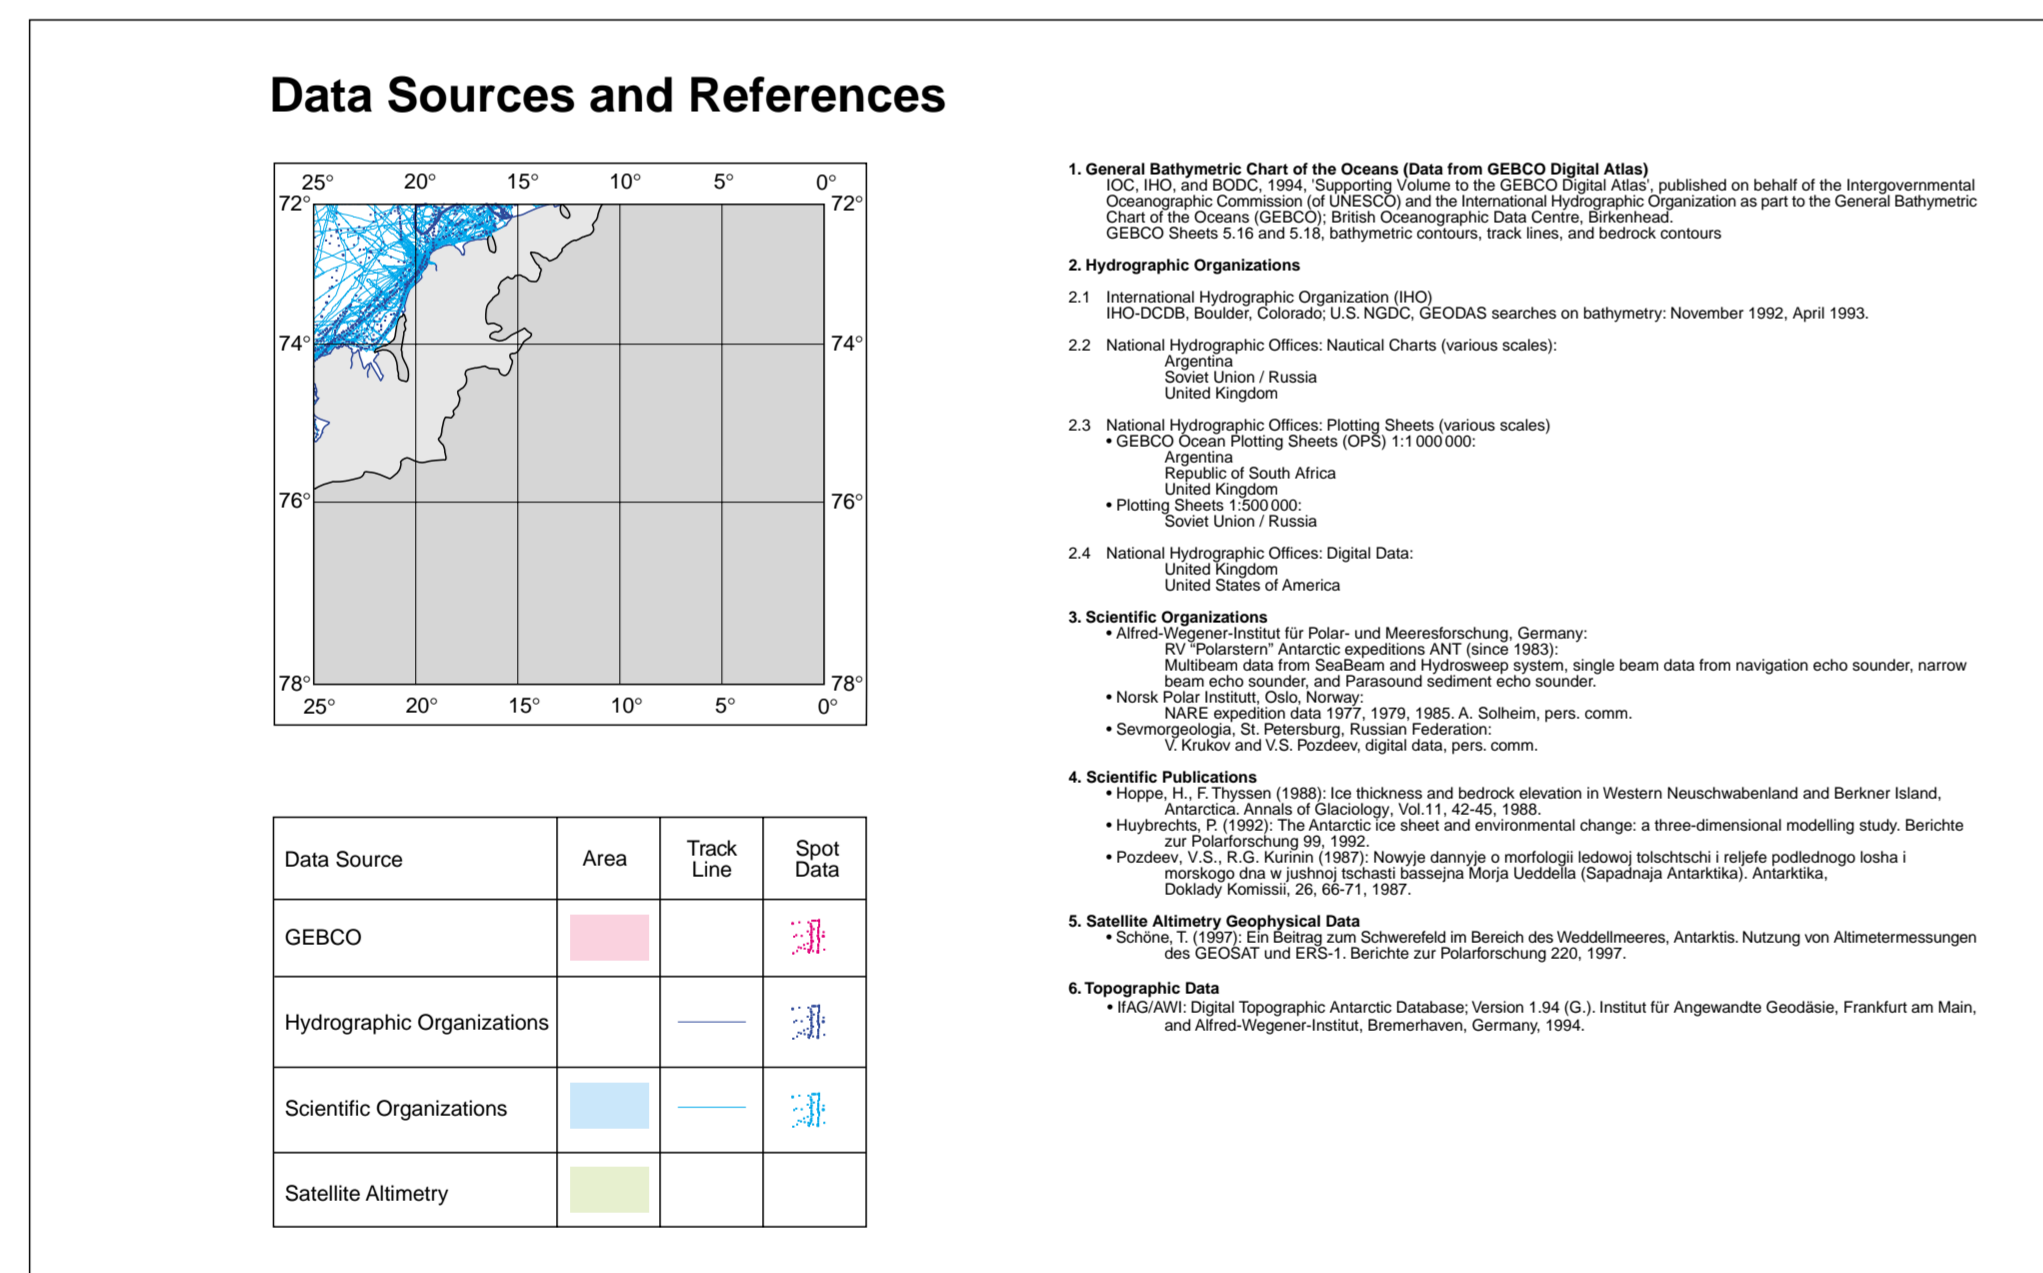 Data Sources and References
25° 20° 15° 10° 5° 0°
72° 72°
74° 74°
76° 76°
78° 78°
25° 20° 15° 10° 5° 0°
Data Source Area Track Line Spot Data
GEBCO
Hydrographic Organizations
Scientific Organizations
Satellite Altimetry
1. General Bathymetric Chart of the Oceans (Data from GEBCO Digital Atlas)
IOC, IHO, and BODC, 1994, 'Supporting Volume to the GEBCO Digital Atlas', published on behalf of the Intergovernmental
Oceanographic Commission (of UNESCO) and the International Hydrographic Organization as part to the General Bathymetric
Chart of the Oceans (GEBCO); British Oceanographic Data Centre, Birkenhead.
GEBCO Sheets 5.16 and 5.18, bathymetric contours, track lines, and bedrock contours
2. Hydrographic Organizations
2.1 International Hydrographic Organization (IHO)
IHO-DCDB, Boulder, Colorado; U.S. NGDC, GEODAS searches on bathymetry: November 1992, April 1993.
2.2 National Hydrographic Offices: Nautical Charts (various scales):
Argentina
Soviet Union / Russia
United Kingdom
2.3 National Hydrographic Offices: Plotting Sheets (various scales)
• GEBCO Ocean Plotting Sheets (OPS) 1:1 000 000:
Argentina
Republic of South Africa
United Kingdom
• Plotting Sheets 1:500 000:
Soviet Union / Russia
2.4 National Hydrographic Offices: Digital Data:
United Kingdom
United States of America
3. Scientific Organizations
• Alfred-Wegener-Institut für Polar- und Meeresforschung, Germany:
RV "Polarstern" Antarctic expeditions ANT (since 1983):
Multibeam data from SeaBeam and Hydrosweep system, single beam data from navigation echo sounder, narrow
beam echo sounder, and Parasound sediment echo sounder.
• Norsk Polar Institutt, Oslo, Norway:
NARE expedition data 1977, 1979, 1985. A. Solheim, pers. comm.
• Sevmorgeologia, St. Petersburg, Russian Federation:
V. Krukov and V.S. Pozdeev, digital data, pers. comm.
4. Scientific Publications
• Hoppe, H., F. Thyssen (1988): Ice thickness and bedrock elevation in Western Neuschwabenland and Berkner Island,
Antarctica. Annals of Glaciology, Vol.11, 42-45, 1988.
• Huybrechts, P. (1992): The Antarctic ice sheet and environmental change: a three-dimensional modelling study. Berichte
zur Polarforschung 99, 1992.
• Pozdeev, V.S., R.G. Kurinin (1987): Nowyje dannyje o morfologii ledowoj tolschtschi i reljefe podlednogo losha i
morskogo dna w jushnoj tschasti bassejna Morja Ueddella (Sapadnaja Antarktika). Antarktika,
Doklady Komissii, 26, 66-71, 1987.
5. Satellite Altimetry Geophysical Data
• Schöne, T. (1997): Ein Beitrag zum Schwerefeld im Bereich des Weddellmeeres, Antarktis. Nutzung von Altimetermessungen
des GEOSAT und ERS-1. Berichte zur Polarforschung 220, 1997.
6. Topographic Data
• IfAG/AWI: Digital Topographic Antarctic Database; Version 1.94 (G.). Institut für Angewandte Geodäsie, Frankfurt am Main,
and Alfred-Wegener-Institut, Bremerhaven, Germany, 1994.